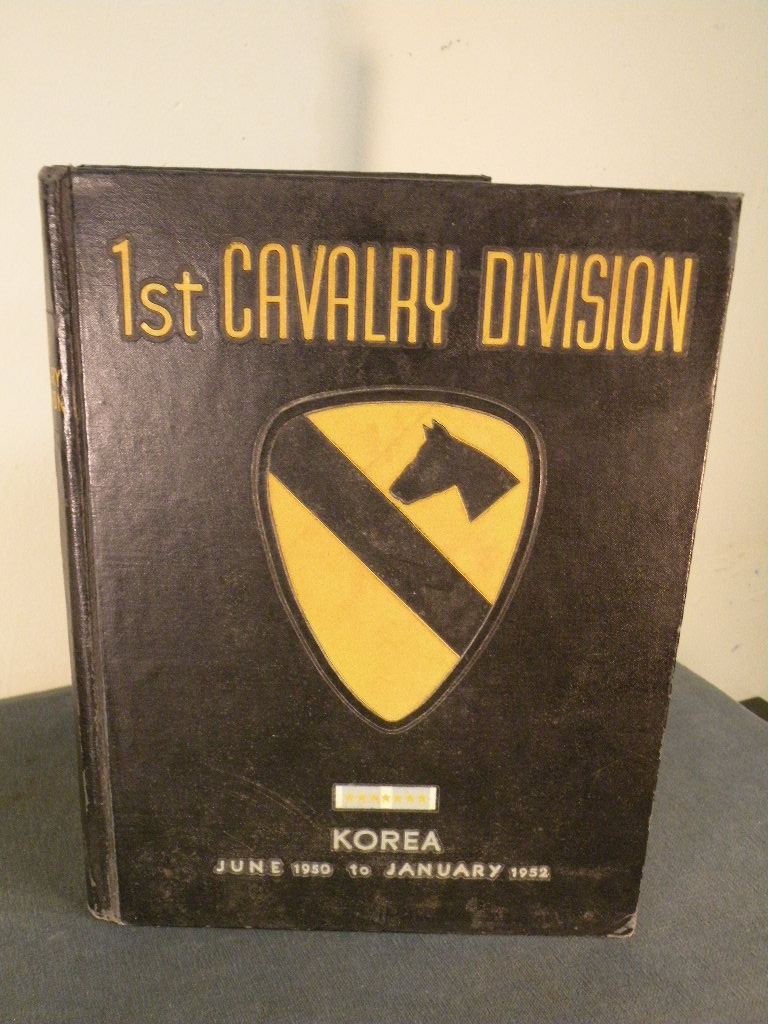 1st CAVALRY DIVISION
KOREA
JUNE 1950 to JANUARY 1952